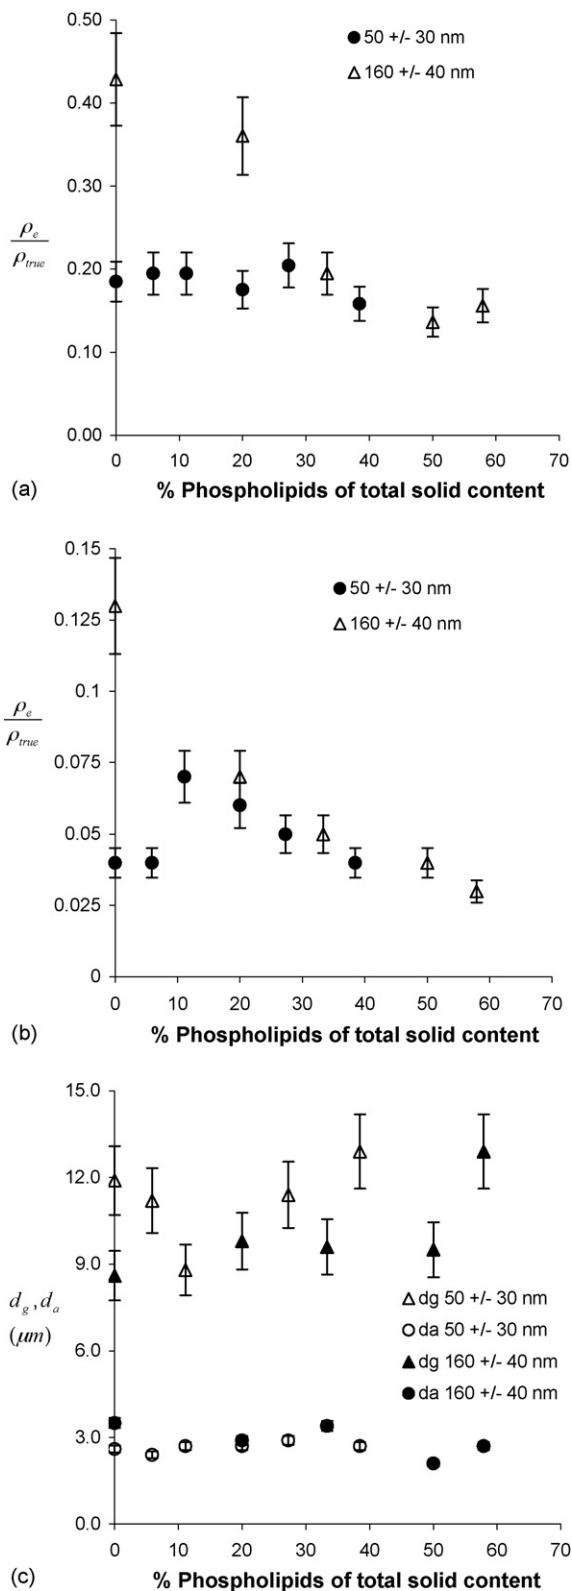 0.50
50 +/- 30 nm
160 +/- 40 nm
0.40
0.30
ρe
ρtrue
0.20
0.10
0.00
0 10 20 30 40 50 60 70
(a) % Phospholipids of total solid content
0.15
50 +/- 30 nm
160 +/- 40 nm
0.125
0.1
ρe
ρtrue
0.075
0.05
0.025
0
0 10 20 30 40 50 60 70
(b) % Phospholipids of total solid content
15.0
12.0
9.0
dg, da
(μm)
dg 50 +/- 30 nm
da 50 +/- 30 nm
dg 160 +/- 40 nm
da 160 +/- 40 nm
6.0
3.0
0.0
0 10 20 30 40 50 60 70
(c) % Phospholipids of total solid content